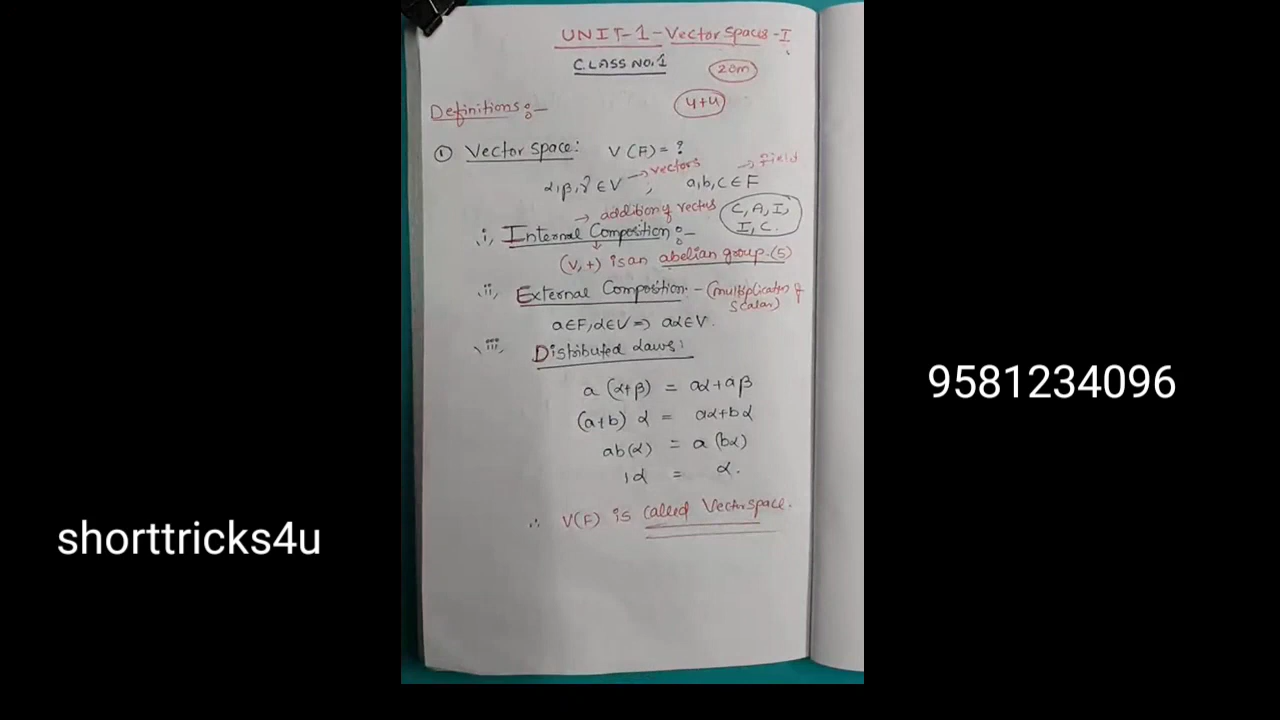 UNIT-1-Vector Spaces-I
CLASS NO.1
20m
4+4
Definitions:-
① Vector space: V(F)=?
→ vectors → Field
α,β,γ ∈ V , a,b,c ∈ F
→ addition of vectors C, A, I,
I, C.
i, Internal Composition:-
(V,+) is an abelian group.(5)
ii, External Composition:- (multiplication of
scalar)
a∈F, α∈V ⇒ aα∈V.
iii, Distributed Laws:
a (α+β) = aα+aβ
(a+b) α = aα+bα
ab(α) = a (bα)
1α = α.
∴ V(F) is called Vector space.
9581234096
shorttricks4u